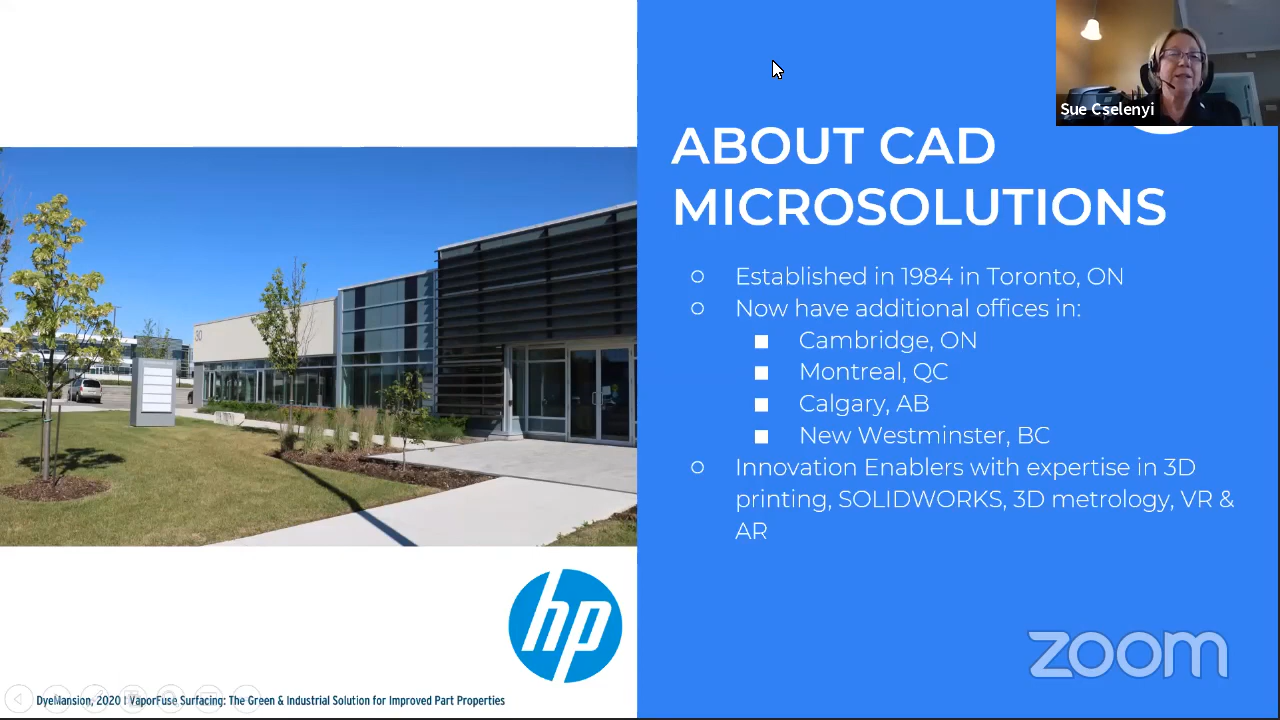 Sue Cselenyi
ABOUT CAD
MICROSOLUTIONS
Established in 1984 in Toronto, ON
Now have additional offices in:
Cambridge, ON
Montreal, QC
Calgary, AB
New Westminster, BC
Innovation Enablers with expertise in 3D
printing, SOLIDWORKS, 3D metrology, VR &
AR
30
hp
zoom
DyeMansion, 2020 | VaporFuse Surfacing: The Green & Industrial Solution for Improved Part Properties